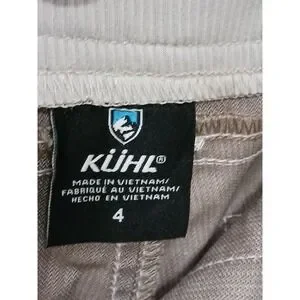 KÜHL®
MADE IN VIETNAM/
FABRIQUÉ AU VIETNAM/
HECHO EN VIETNAM
4